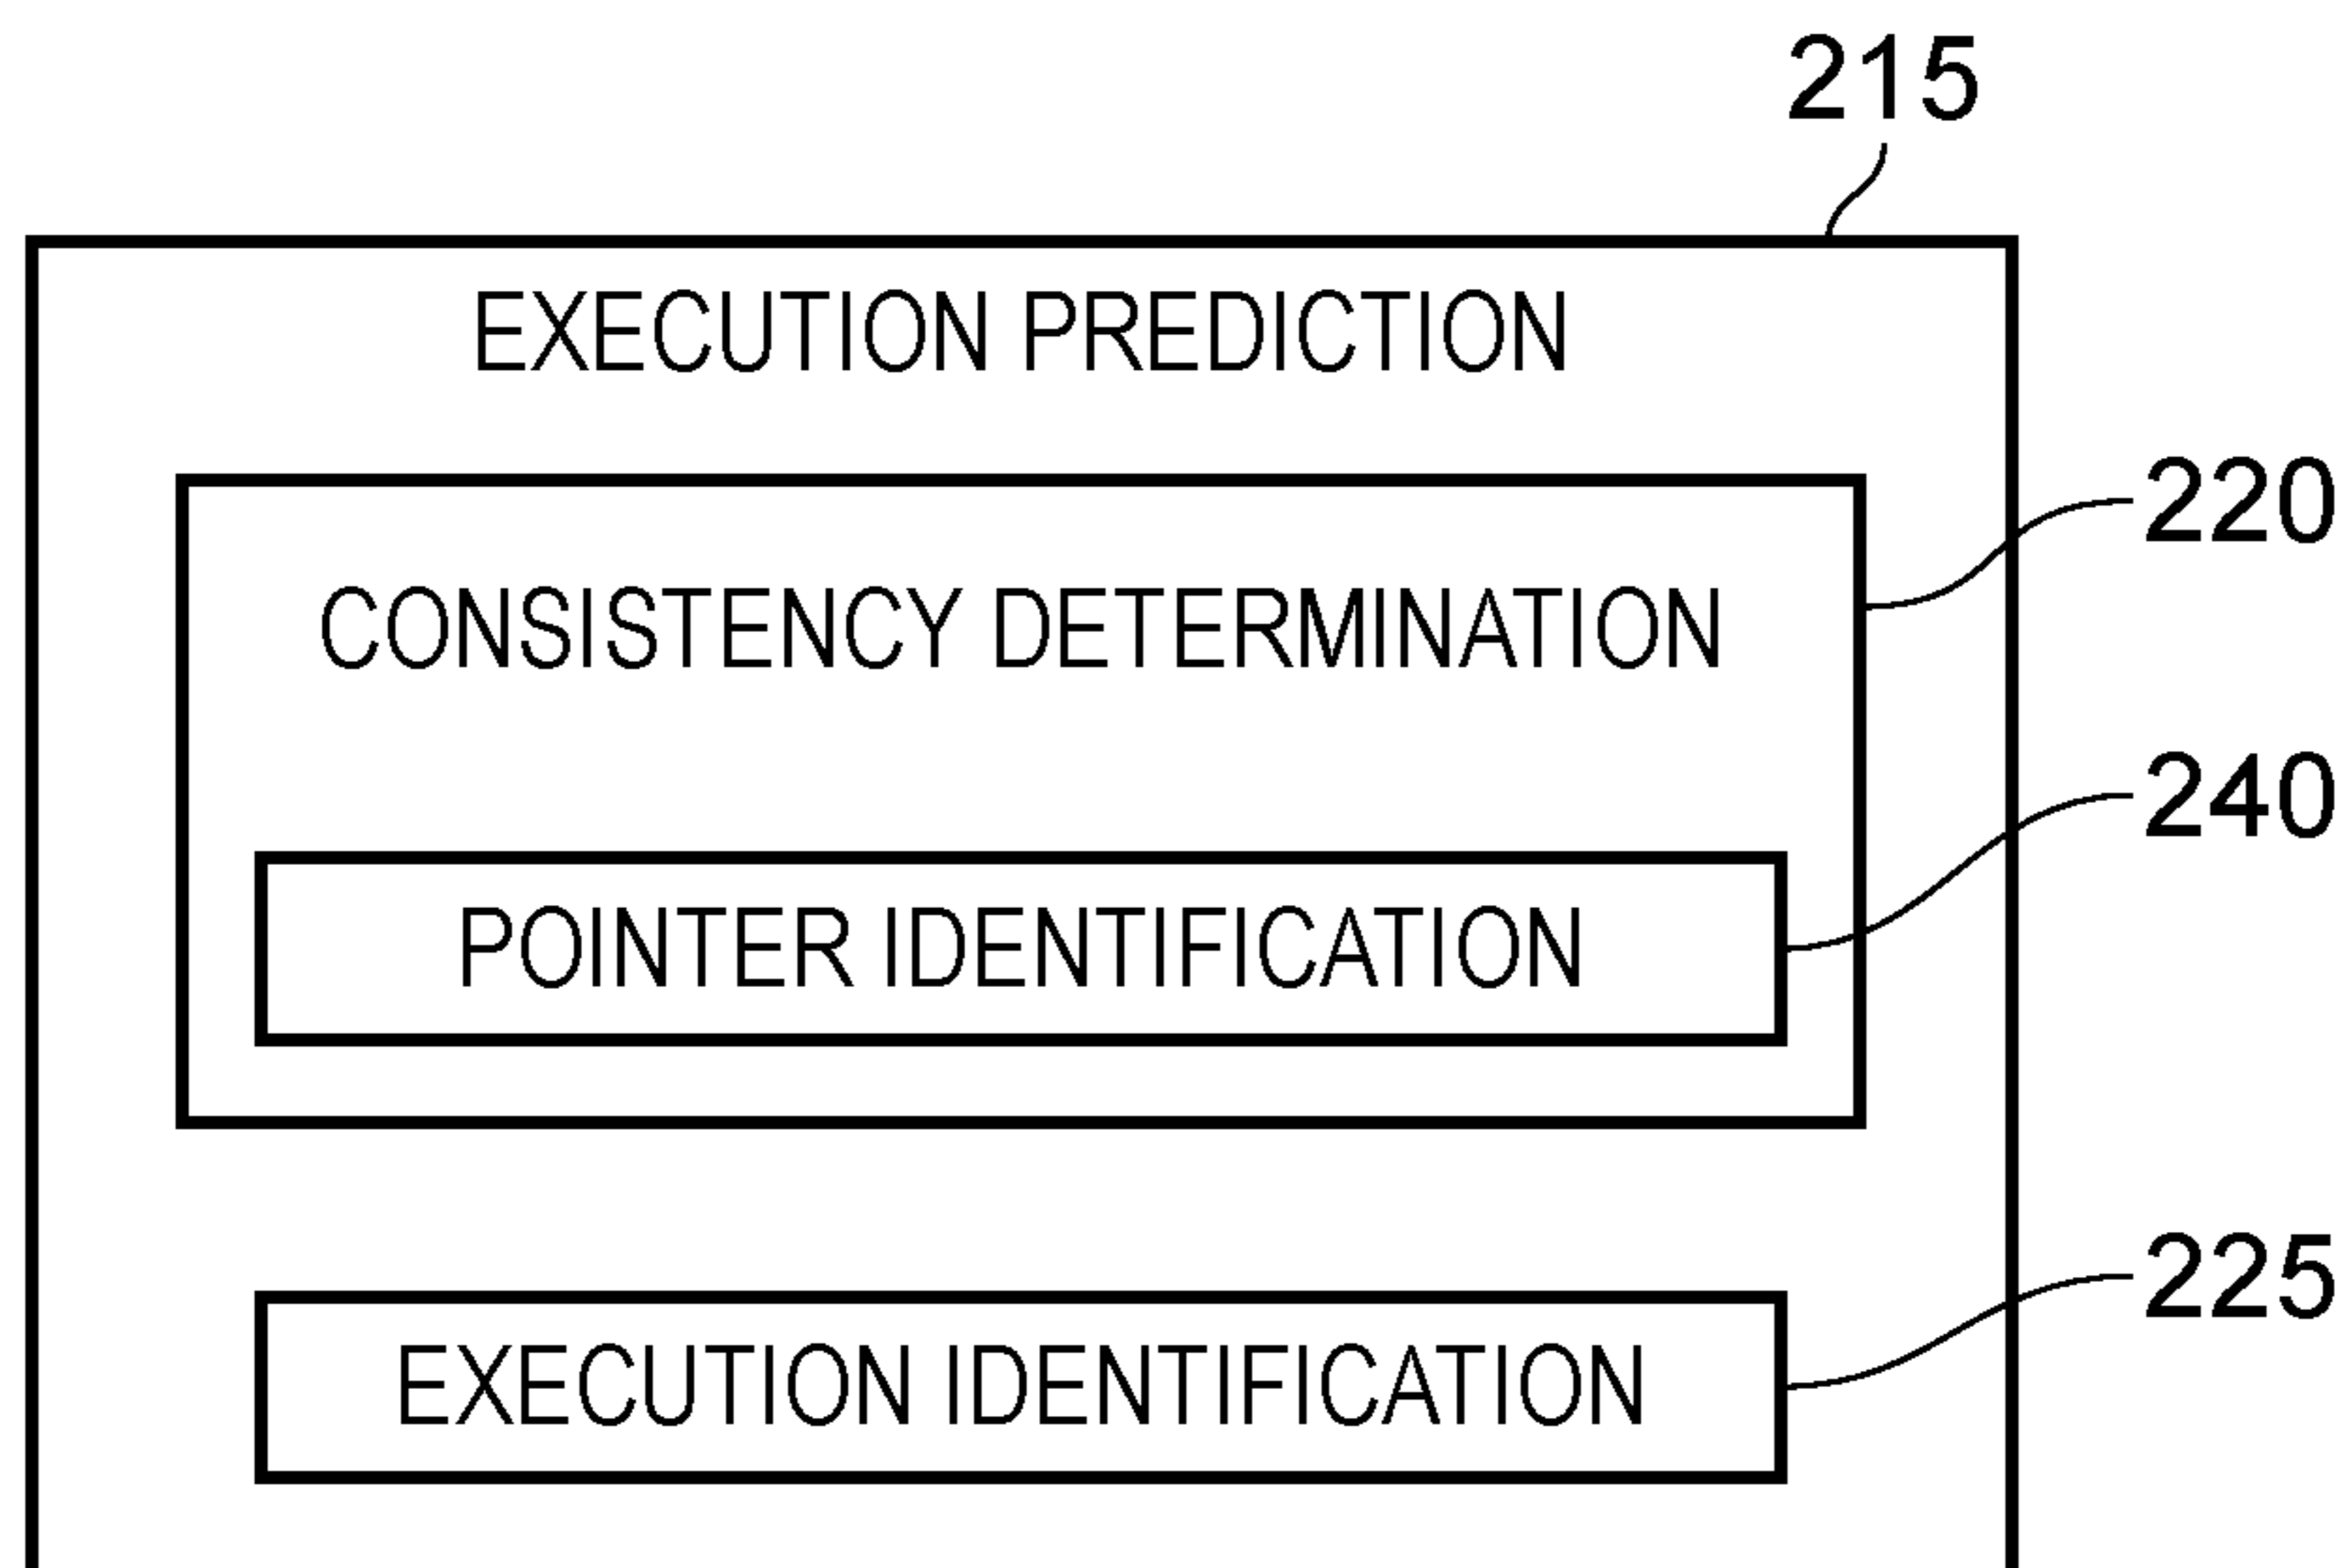 215
EXECUTION PREDICTION
220
CONSISTENCY DETERMINATION
240
POINTER IDENTIFICATION
225
EXECUTION IDENTIFICATION